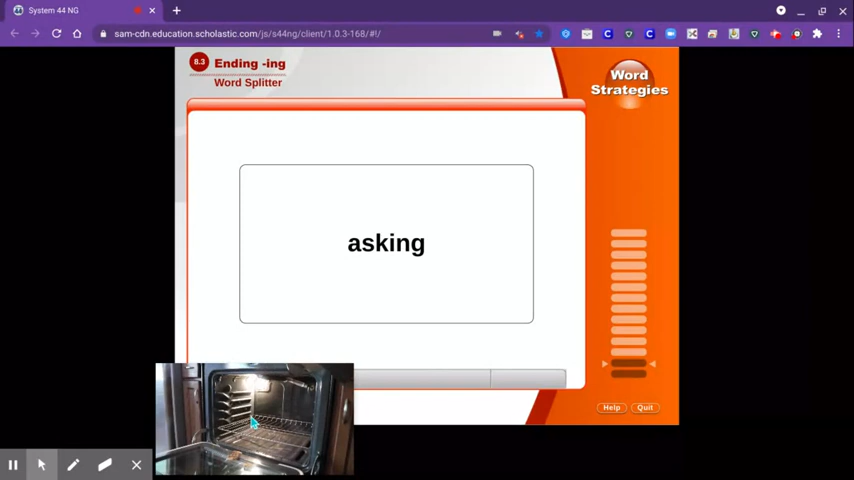 System 44 NG
sam-cdn.education.scholastic.com/js/s44ng/client/1.0.3-168/#!/
8.3 Ending -ing
Word Splitter
Word
Strategies
asking
Help Quit